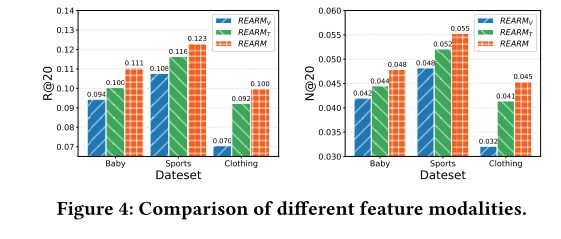 0.14
0.13
0.12
0.11
0.10
0.09
0.08
0.07
R@20
0.094
0.100
0.111
0.108
0.116
0.123
0.070
0.092
0.100
REARM_V
REARM_T
REARM
Baby
Sports
Clothing
Dateset
0.060
0.055
0.050
0.045
0.040
0.035
0.030
N@20
0.042
0.044
0.048
0.048
0.052
0.055
0.032
0.041
0.045
REARM_V
REARM_T
REARM
Baby
Sports
Clothing
Dateset
Figure 4: Comparison of different feature modalities.